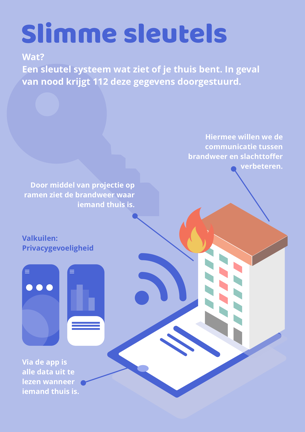 Slimme sleutels
Wat?
Een sleutel systeem wat ziet of je thuis bent. In geval
van nood krijgt 112 deze gegevens doorgestuurd.
Hiermee willen we de
communicatie tussen
brandweer en slachttoffer
verbeteren.
Door middel van projectie op
ramen ziet de brandweer waar
iemand thuis is.
Valkuilen:
Privacygevoeligheid
Via de app is
alle data uit te
lezen wanneer
iemand thuis is.